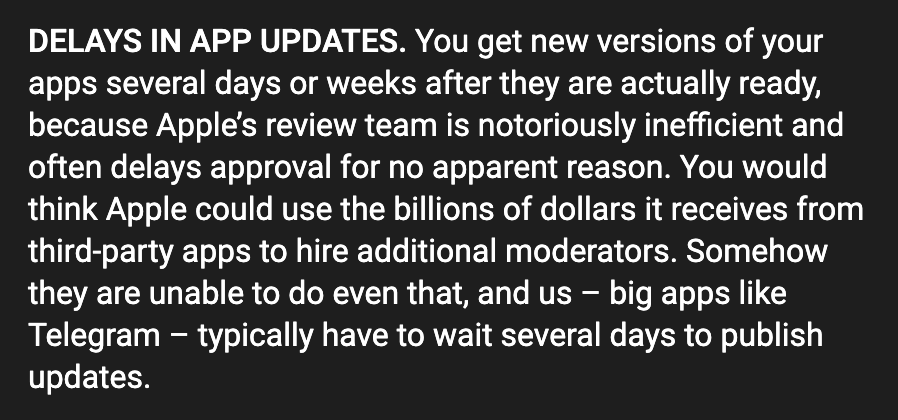 DELAYS IN APP UPDATES. You get new versions of your
apps several days or weeks after they are actually ready,
because Apple’s review team is notoriously inefficient and
often delays approval for no apparent reason. You would
think Apple could use the billions of dollars it receives from
third-party apps to hire additional moderators. Somehow
they are unable to do even that, and us – big apps like
Telegram – typically have to wait several days to publish
updates.